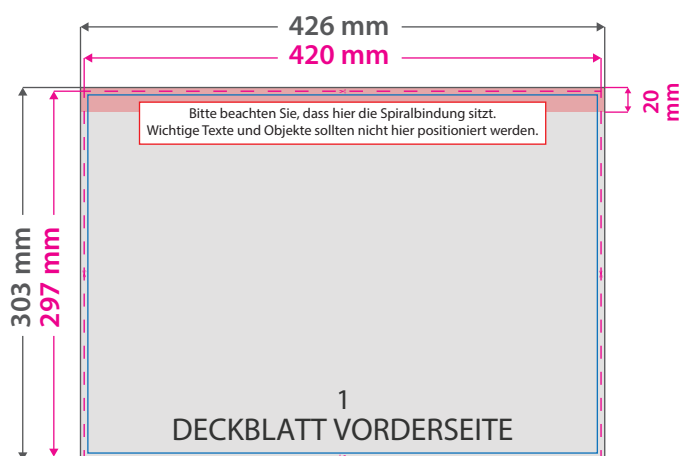 426 mm
420 mm
20 mm
Bitte beachten Sie, dass hier die Spiralbindung sitzt.
Wichtige Texte und Objekte sollten nicht hier positioniert werden.
303 mm
297 mm
1
DECKBLATT VORDERSEITE